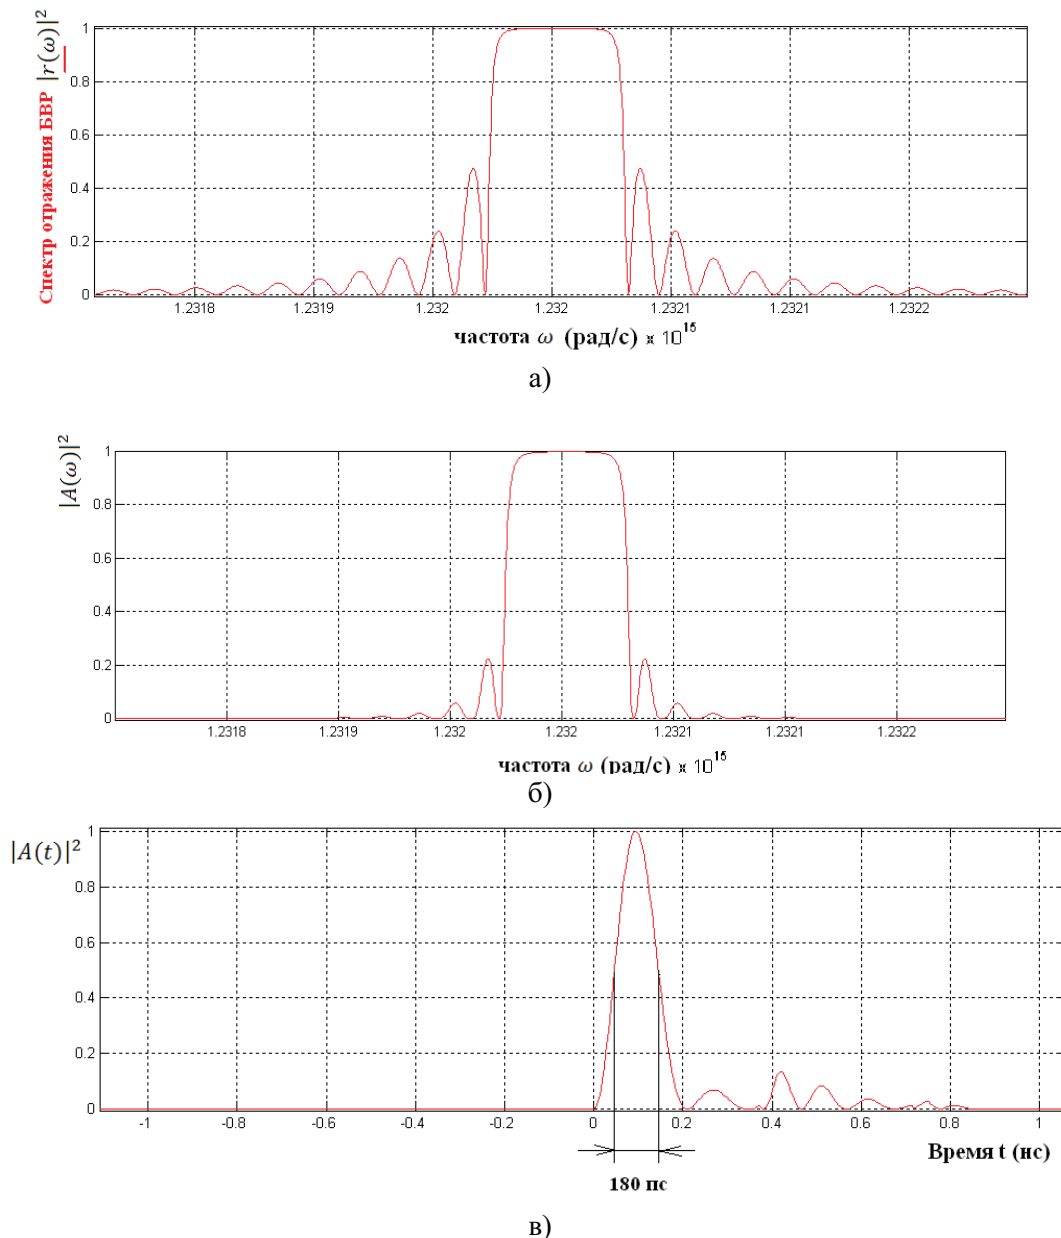 Спектр отражения БВР |r(ω)|²
1
0.8
0.6
0.4
0.2
0
1.2318 1.2319 1.232 1.232 1.2321 1.2321 1.2322
частота ω (рад/с) × 10¹⁵
а)
|A(ω)|²
1
0.8
0.6
0.4
0.2
0
1.2318 1.2319 1.232 1.232 1.2321 1.2321 1.2322
частота ω (рад/с) × 10¹⁵
б)
|A(t)|²
1
0.8
0.6
0.4
0.2
0
-1 -0.8 -0.6 -0.4 -0.2 0 0.2 0.4 0.6 0.8 1
Время t (нс)
180 пс
в)